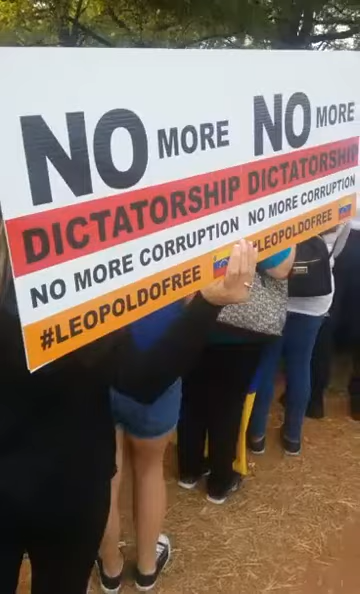 NO MORE
DICTATORSHIP
NO MORE CORRUPTION
#LEOPOLDOFREE
NO MORE
DICTATORSHIP
NO MORE CORRUPTION
#LEOPOLDOFREE